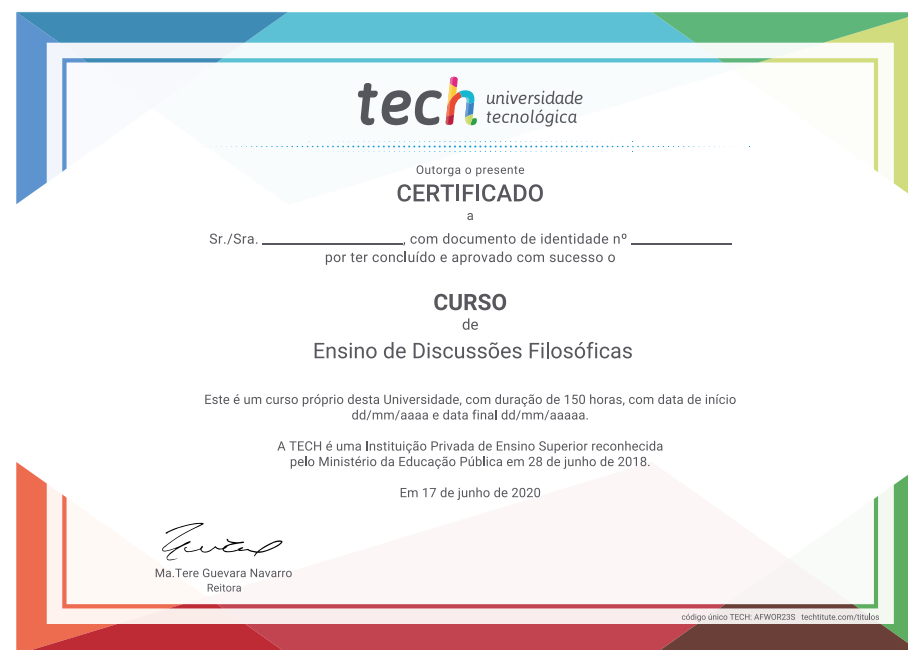 tech universidade
tecnológica
Outorga o presente
CERTIFICADO
a
Sr./Sra. ________________, com documento de identidade nº ____________
por ter concluído e aprovado com sucesso o
CURSO
de
Ensino de Discussões Filosóficas
Este é um curso próprio desta Universidade, com duração de 150 horas, com data de início
dd/mm/aaaa e data final dd/mm/aaaaa.
A TECH é uma Instituição Privada de Ensino Superior reconhecida
pelo Ministério da Educação Pública em 28 de junho de 2018.
Em 17 de junho de 2020
Ma.Tere Guevara Navarro
Reitora
código único TECH: AFWOR23S techtitute.com/titulos